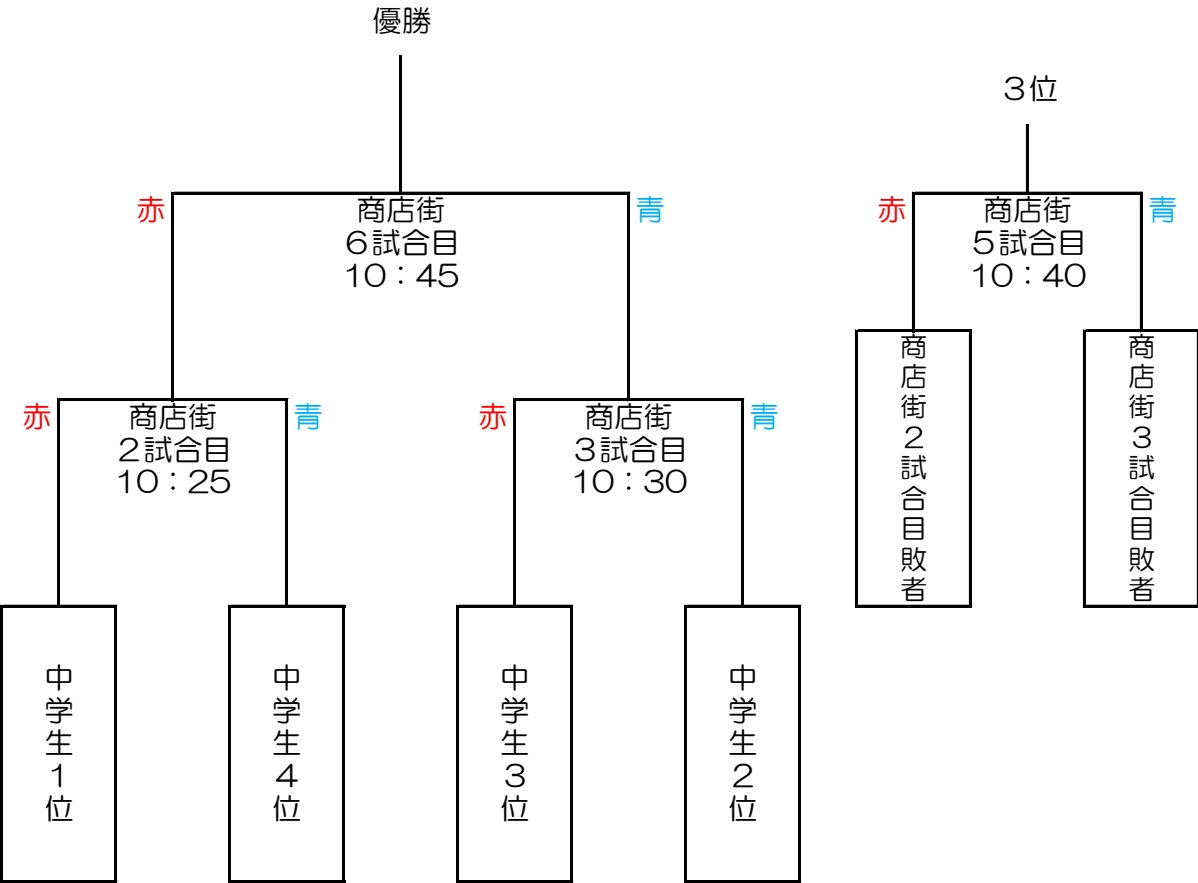 優勝
３位
赤
商店街
６試合目
１０：４５
青
赤
商店街
５試合目
１０：４０
青
赤
商店街
２試合目
１０：２５
青
赤
商店街
３試合目
１０：３０
青
商店街２試合目敗者
商店街３試合目敗者
中学生１位
中学生４位
中学生３位
中学生２位